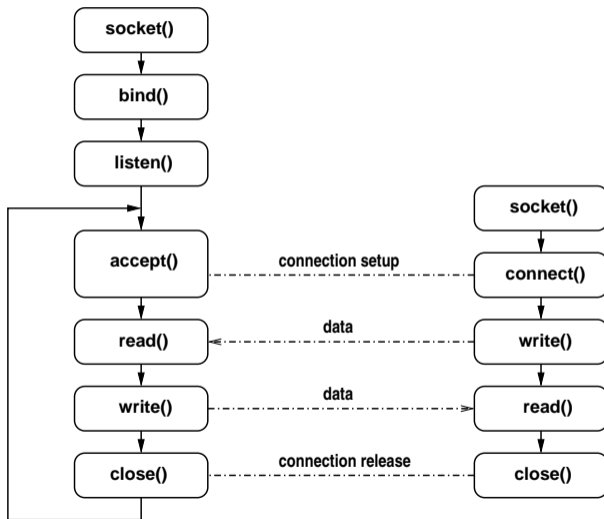 socket()
bind()
listen()
socket()
accept()
connection setup
connect()
read()
data
write()
write()
data
read()
close()
connection release
close()